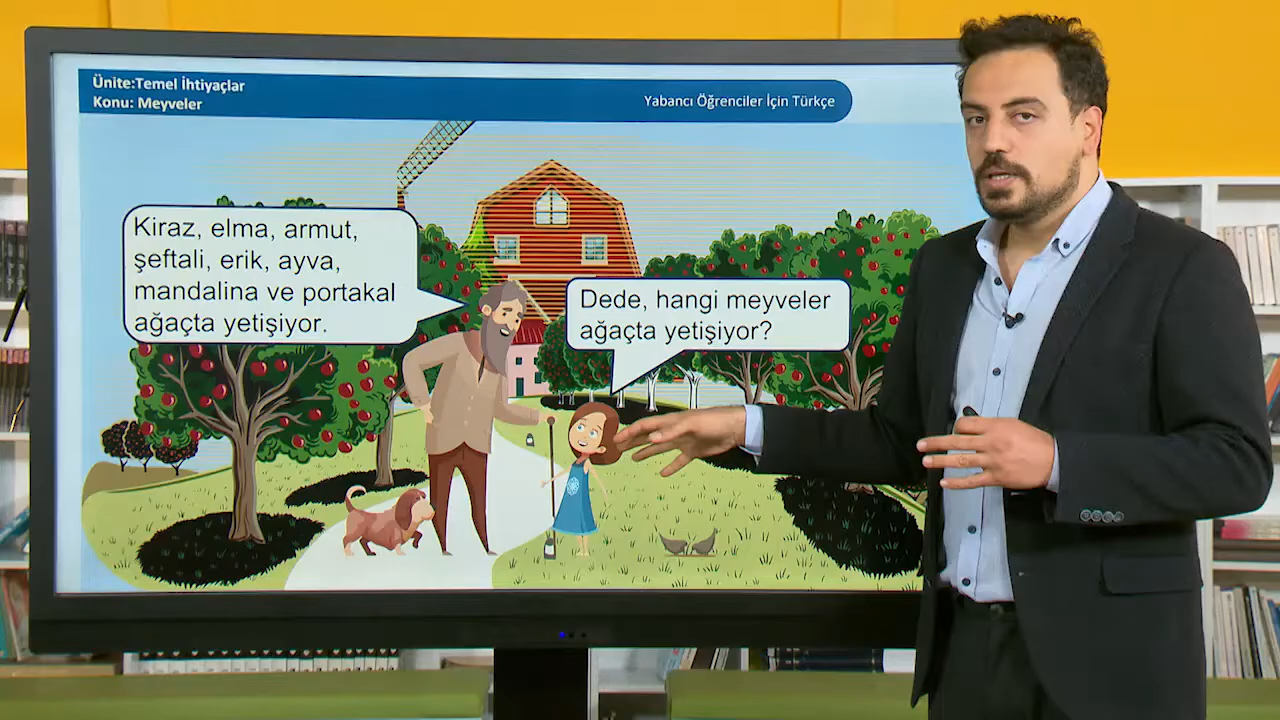 Ünite:Temel İhtiyaçlar
Konu: Meyveler
Yabancı Öğrenciler İçin Türkçe
Kiraz, elma, armut,
şeftali, erik, ayva,
mandalina ve portakal
ağaçta yetişiyor.
Dede, hangi meyveler
ağaçta yetişiyor?